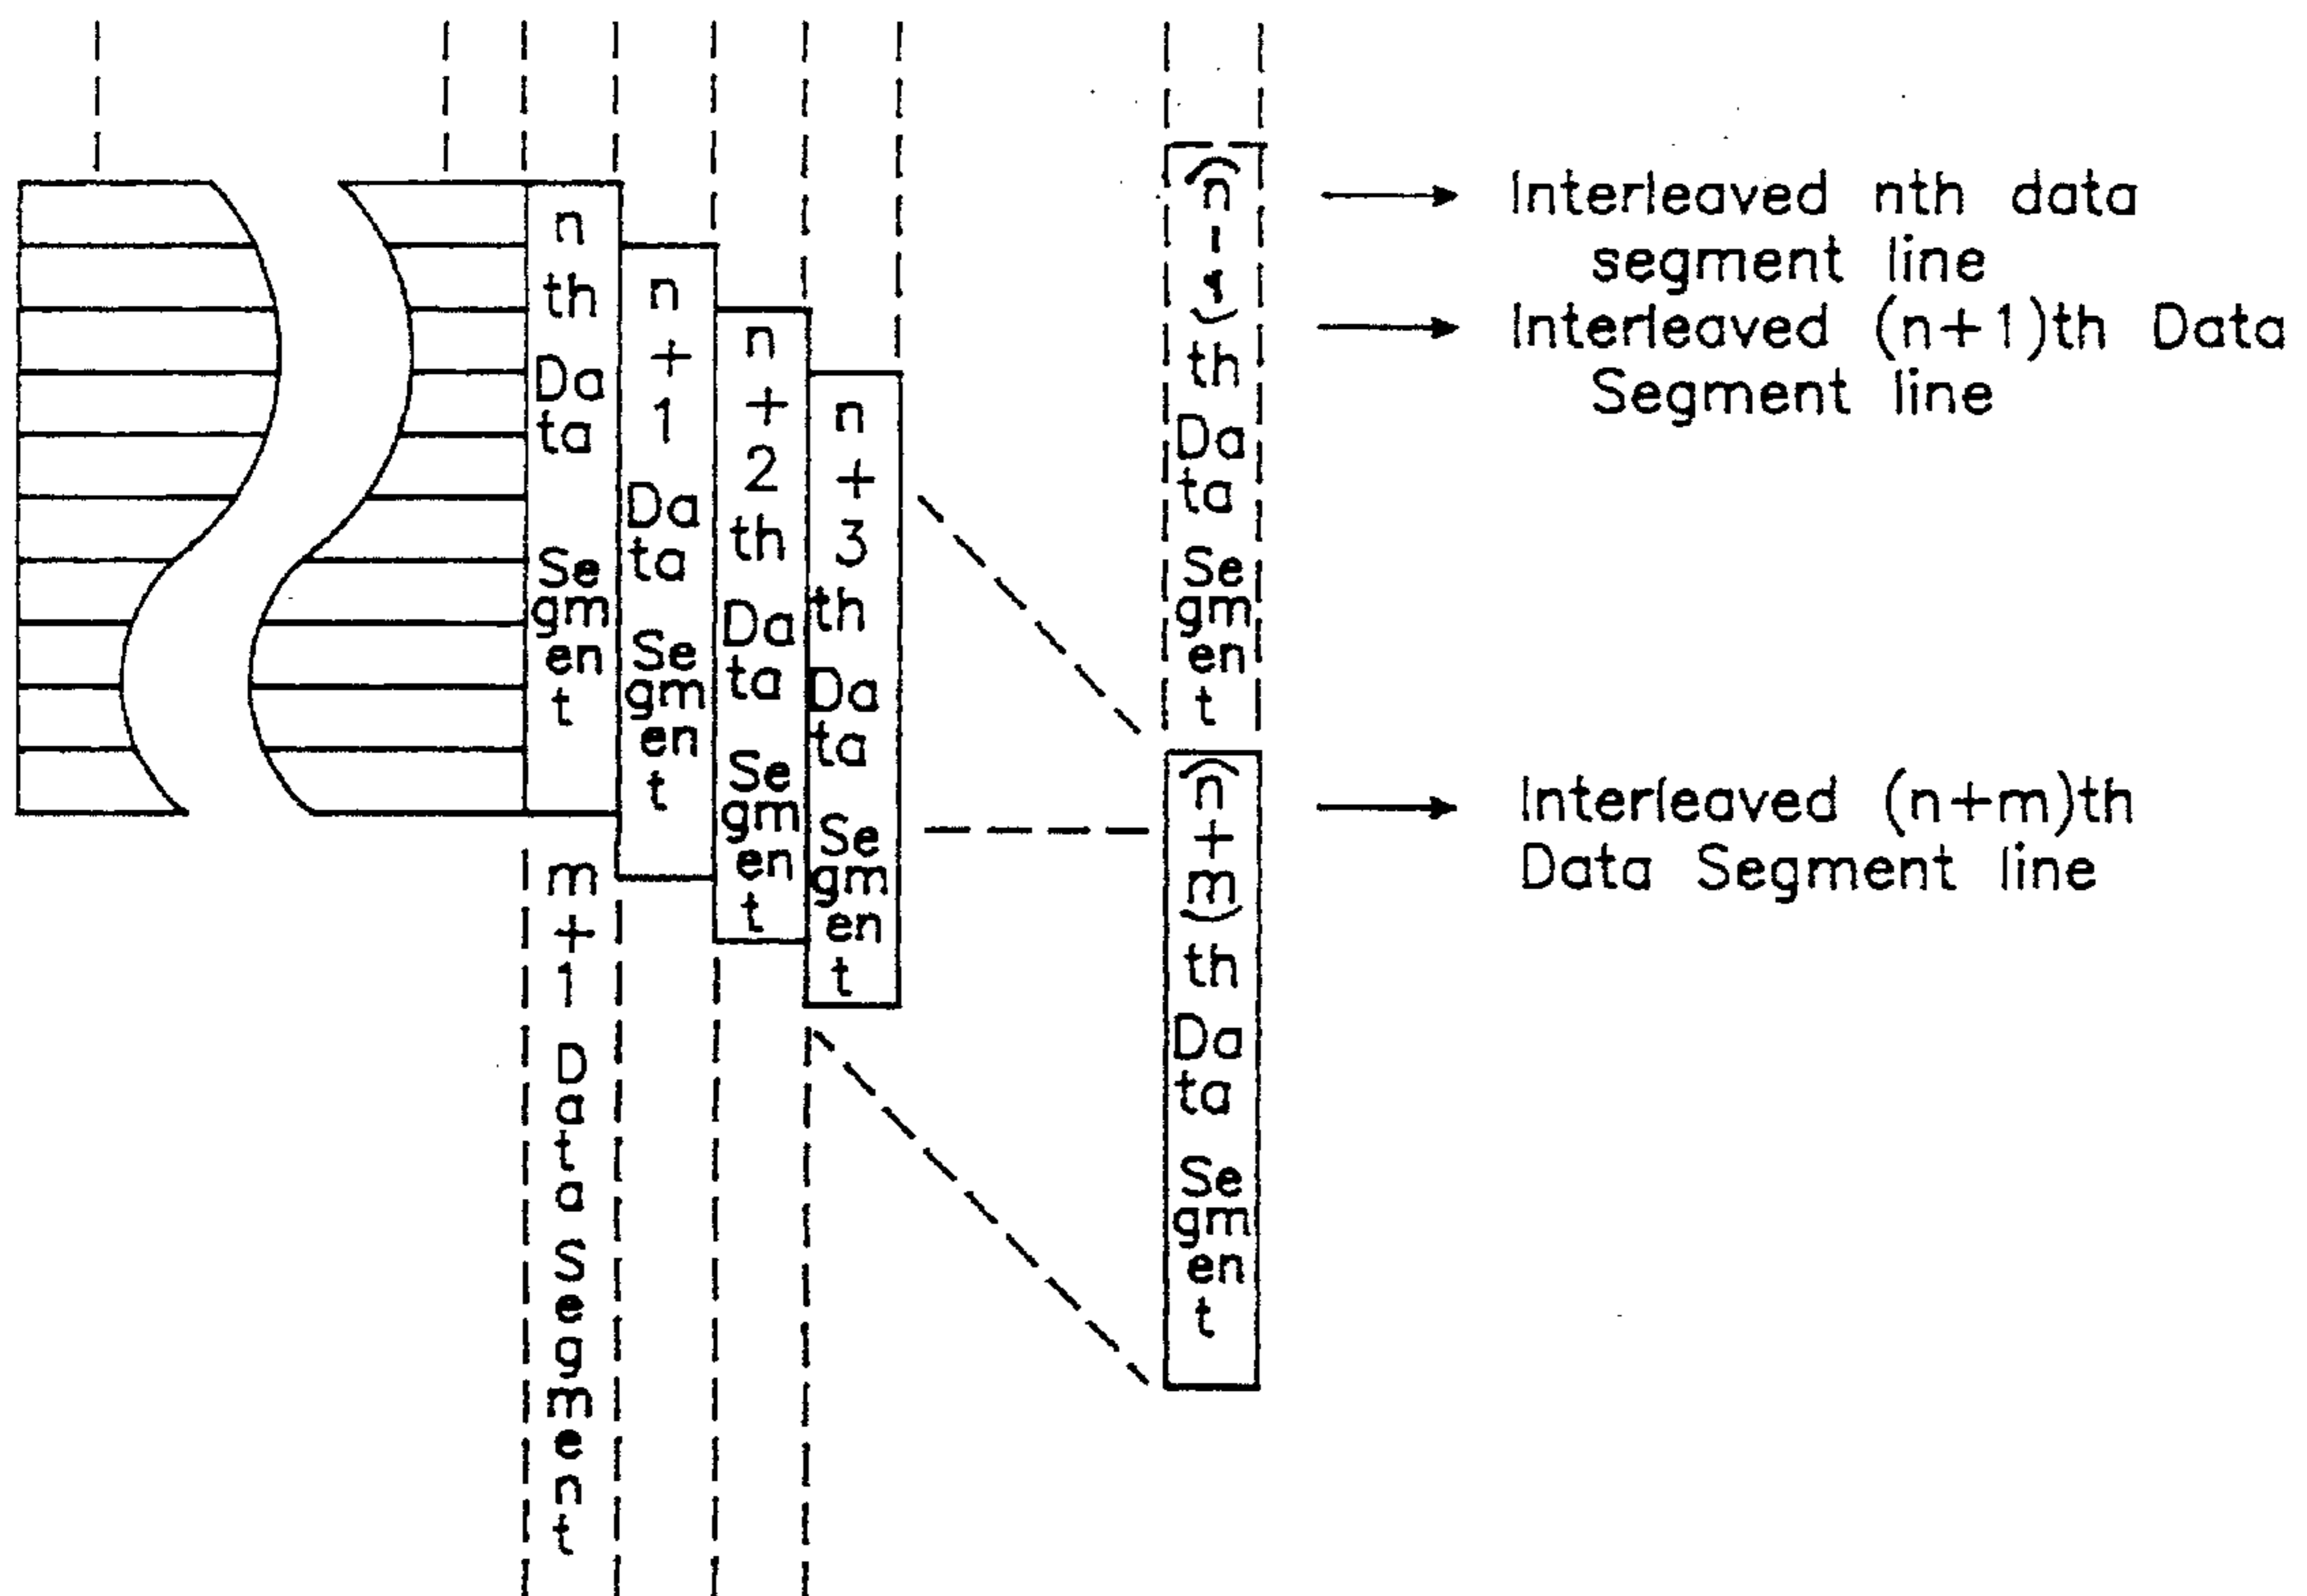 n
th
Da
ta
Se
gm
en
t
n
+
1
Da
ta
Se
gm
en
t
n
+
2
th
Da
ta
Se
gm
en
t
n
+
3
th
Da
ta
Se
gm
en
t
(n-1)
th
Da
ta
Se
gm
en
t
(n+m)
th
Da
ta
Se
gm
en
t
m
+
1
D
a
t
a
S
e
g
m
e
n
t
Interleaved nth data
segment line
Interleaved (n+1)th Data
Segment line
Interleaved (n+m)th
Data Segment line